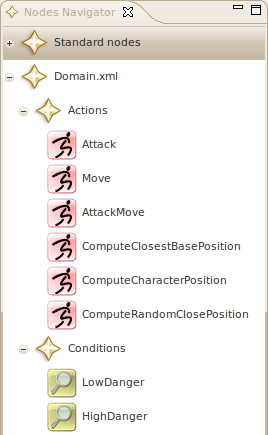 Nodes Navigator
Standard nodes
Domain.xml
Actions
Attack
Move
AttackMove
ComputeClosestBasePosition
ComputeCharacterPosition
ComputeRandomClosePosition
Conditions
LowDanger
HighDanger